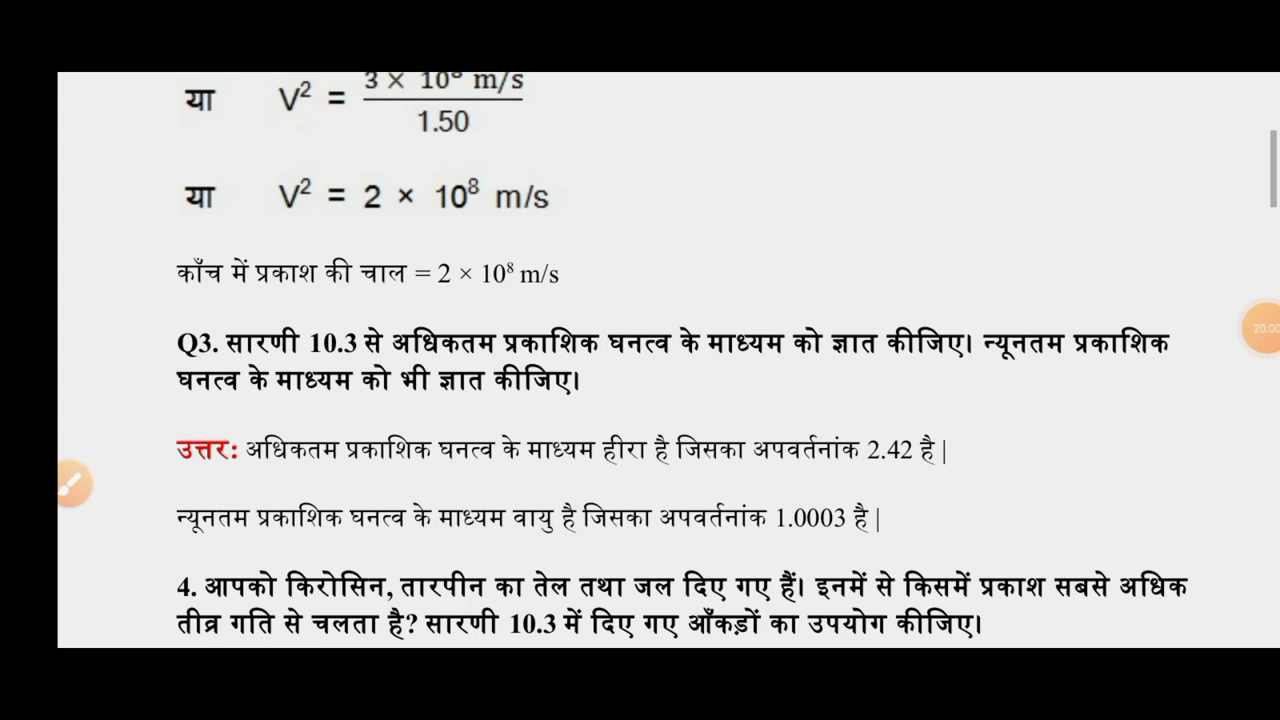 या V² = 3 × 10⁸ m/s / 1.50
या V² = 2 × 10⁸ m/s
काँच में प्रकाश की चाल = 2 × 10⁸ m/s
Q3. सारणी 10.3 से अधिकतम प्रकाशिक घनत्व के माध्यम को ज्ञात कीजिए। न्यूनतम प्रकाशिक
घनत्व के माध्यम को भी ज्ञात कीजिए।
उत्तर: अधिकतम प्रकाशिक घनत्व के माध्यम हीरा है जिसका अपवर्तनांक 2.42 है |
न्यूनतम प्रकाशिक घनत्व के माध्यम वायु है जिसका अपवर्तनांक 1.0003 है |
4. आपको किरोसिन, तारपीन का तेल तथा जल दिए गए हैं। इनमें से किसमें प्रकाश सबसे अधिक
तीव्र गति से चलता है? सारणी 10.3 में दिए गए आँकड़ों का उपयोग कीजिए।
20:00